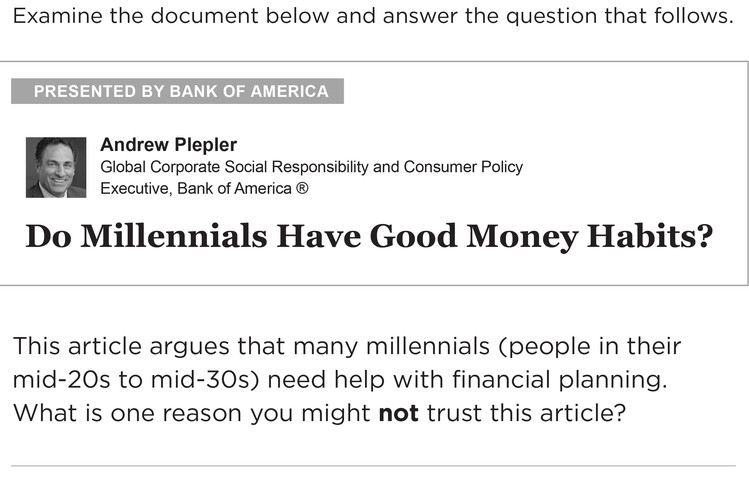 Examine the document below and answer the question that follows.
PRESENTED BY BANK OF AMERICA
Andrew Plepler
Global Corporate Social Responsibility and Consumer Policy
Executive, Bank of America ®
Do Millennials Have Good Money Habits?
This article argues that many millennials (people in their
mid-20s to mid-30s) need help with financial planning.
What is one reason you might not trust this article?